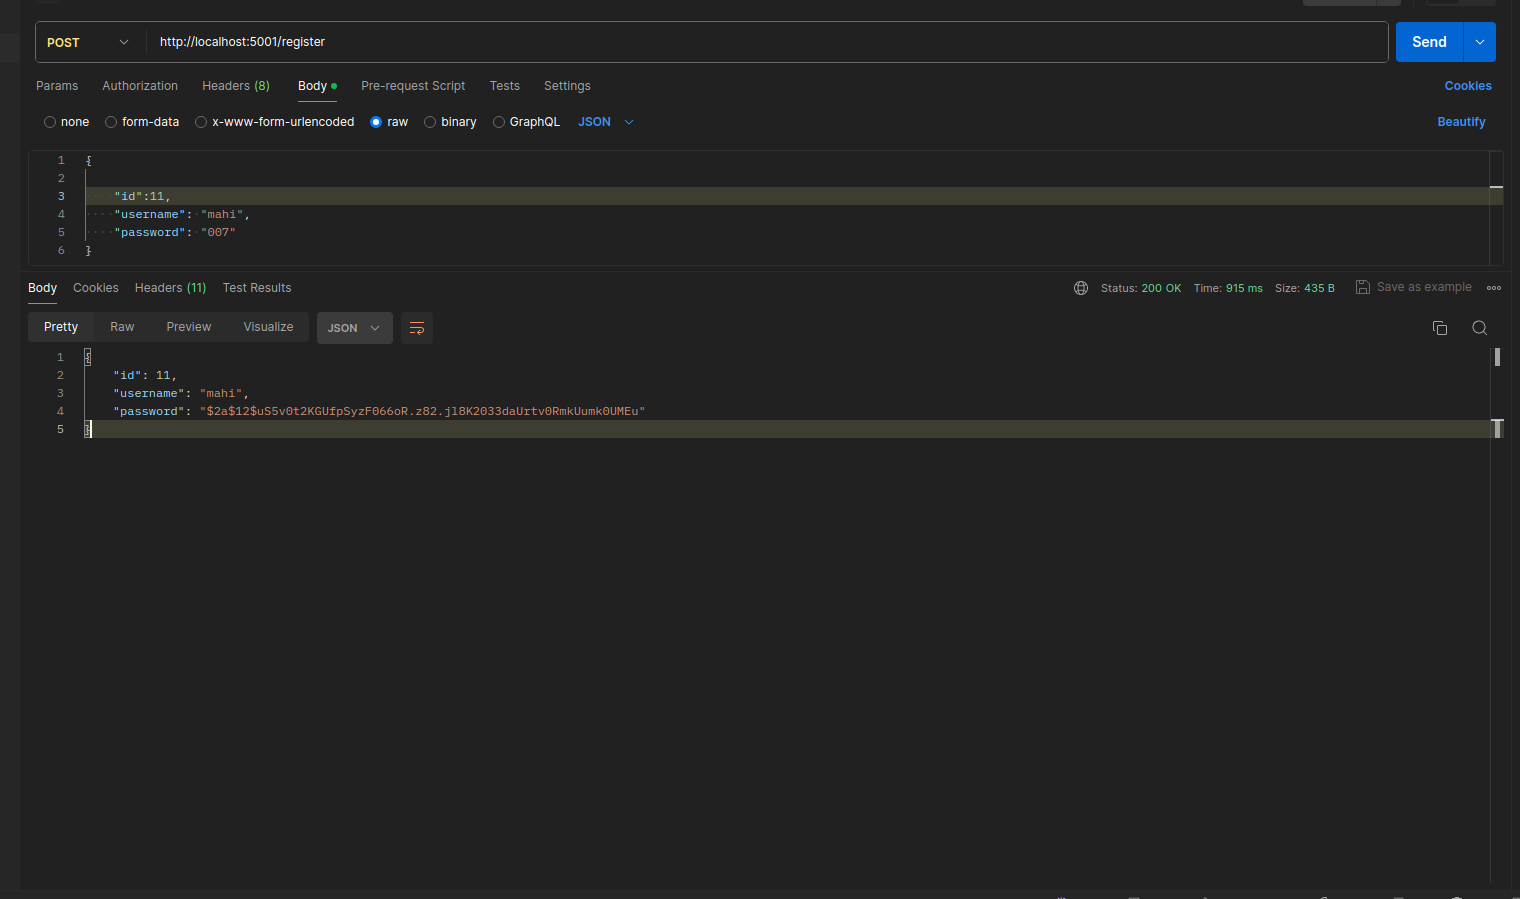 POST http://localhost:5001/register Send
Params Authorization Headers (8) Body Pre-request Script Tests Settings Cookies
none form-data x-www-form-urlencoded raw binary GraphQL JSON Beautify
1 {
2
3 "id":11,
4 "username": "mahi",
5 "password": "007"
6 }
Body Cookies Headers (11) Test Results Status: 200 OK Time: 915 ms Size: 435 B Save as example
Pretty Raw Preview Visualize JSON
1 {
2 "id": 11,
3 "username": "mahi",
4 "password": "$2a$12$uS5v0t2KGUfpSyzF066oR.z82.jl8K2033daUrtv0RmkUumk0UMEu"
5 }